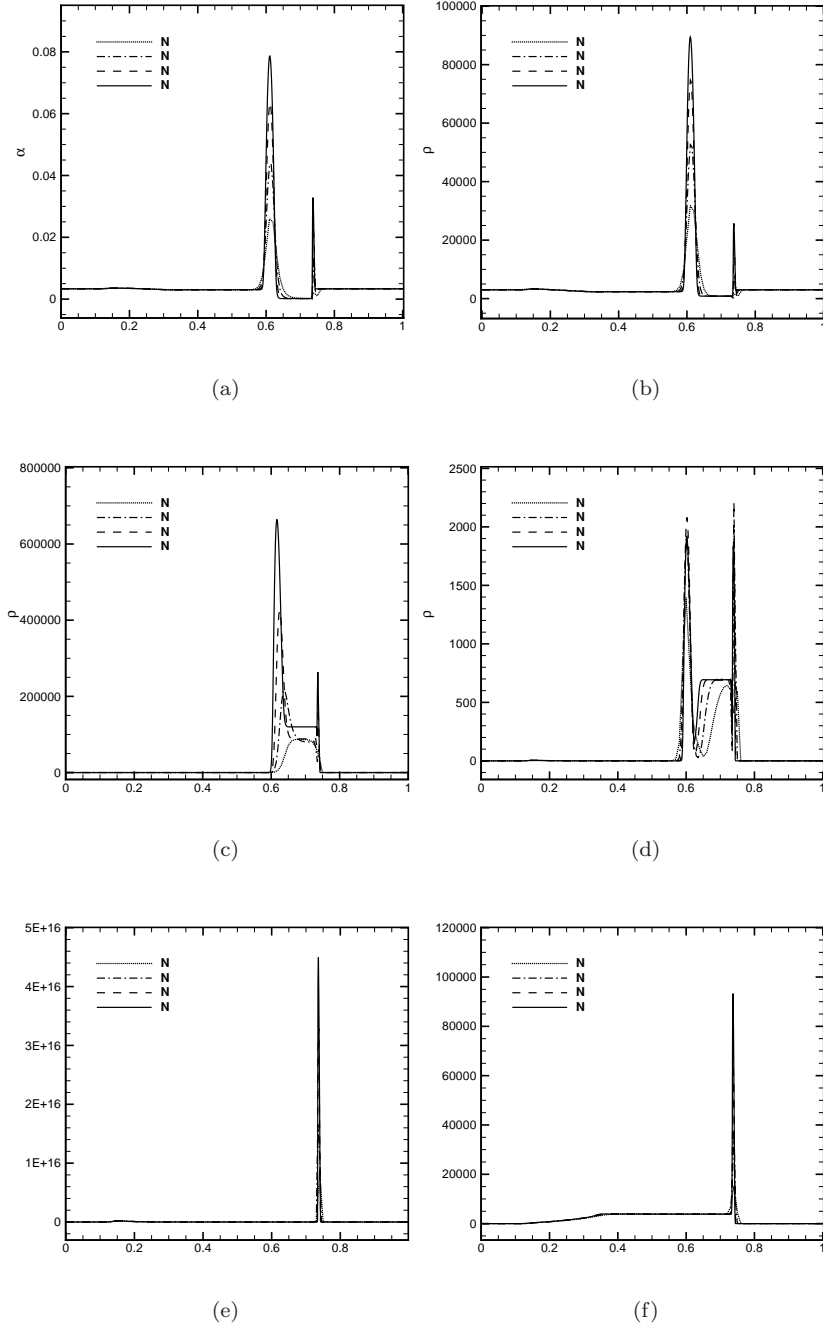 α
0.08
0.06
0.04
0.02
0
N
N
N
N
0 0.2 0.4 0.6 0.8 1
(a)
ρ
100000
80000
60000
40000
20000
0
N
N
N
N
0 0.2 0.4 0.6 0.8 1
(b)
ρ
800000
600000
400000
200000
0
N
N
N
N
0 0.2 0.4 0.6 0.8 1
(c)
ρ
2500
2000
1500
1000
500
0
N
N
N
N
0 0.2 0.4 0.6 0.8 1
(d)
5E+16
4E+16
3E+16
2E+16
1E+16
0
N
N
N
N
0 0.2 0.4 0.6 0.8
(e)
120000
100000
80000
60000
40000
20000
0
N
N
N
N
0 0.2 0.4 0.6 0.8 1
(f)